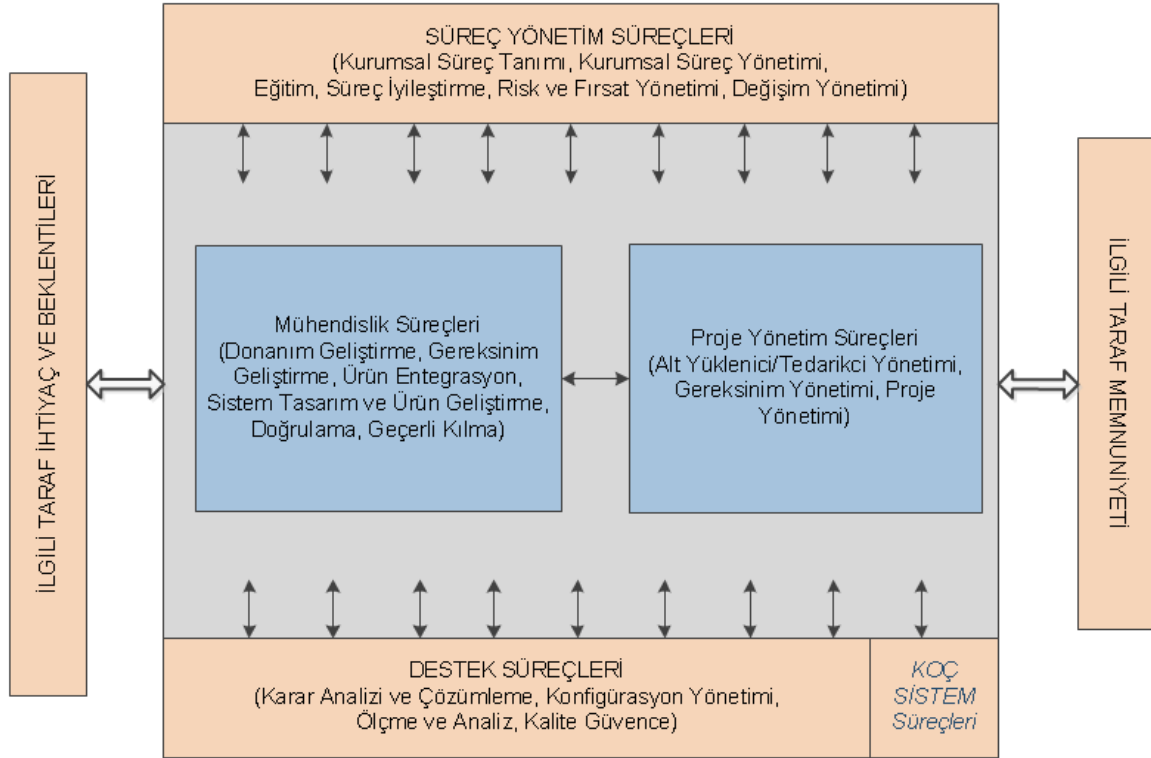 SÜREÇ YÖNETİM SÜREÇLERİ
(Kurumsal Süreç Tanımı, Kurumsal Süreç Yönetimi,
Eğitim, Süreç İyileştirme, Risk ve Fırsat Yönetimi, Değişim Yönetimi)
İLGİLİ TARAF İHTİYAÇ VE BEKLENTİLERİ
Mühendislik Süreçleri
(Donanım Geliştirme, Gereksinim
Geliştirme, Ürün Entegrasyon,
Sistem Tasarım ve Ürün Geliştirme,
Doğrulama, Geçerli Kılma)
Proje Yönetim Süreçleri
(Alt Yüklenici/Tedarikci Yönetimi,
Gereksinim Yönetimi, Proje
Yönetimi)
İLGİLİ TARAF MEMNUNİYETİ
DESTEK SÜREÇLERİ
(Karar Analizi ve Çözümleme, Konfigürasyon Yönetimi,
Ölçme ve Analiz, Kalite Güvence)
KOÇ
SİSTEM
Süreçleri